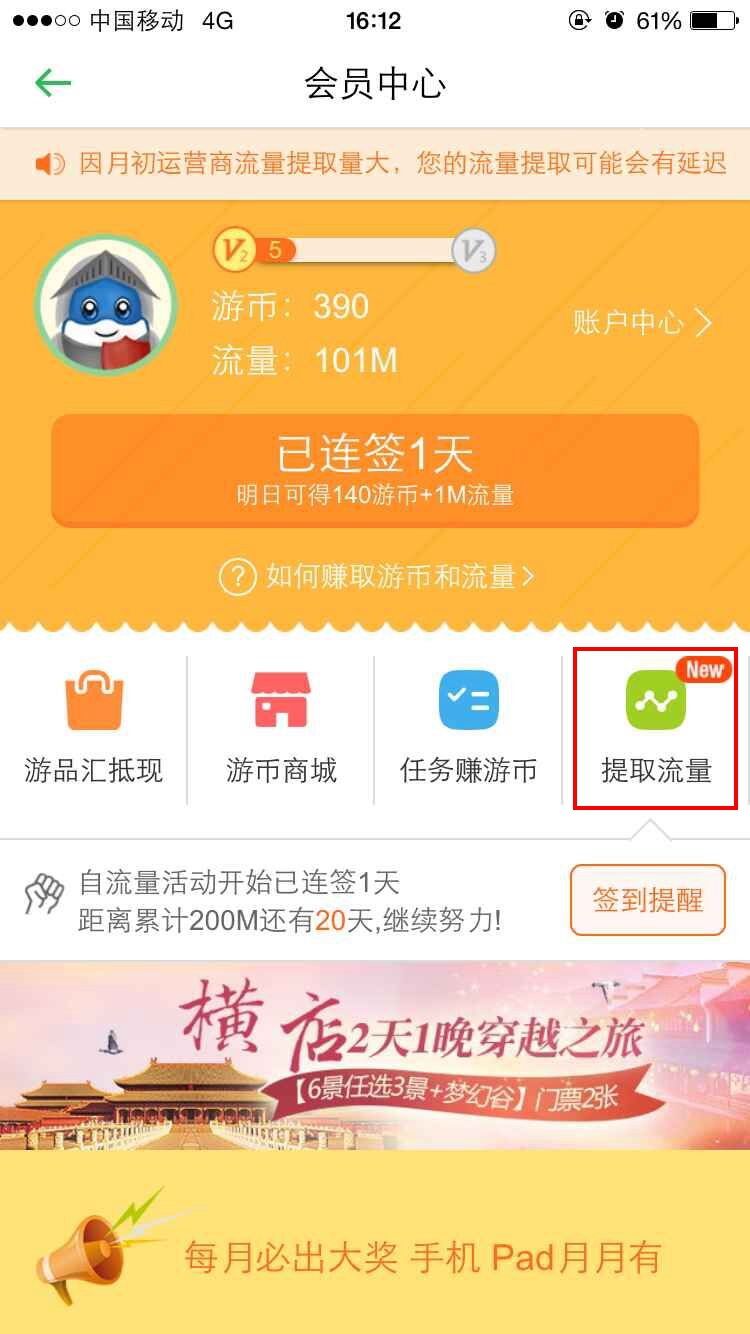 中国移动 4G 16:12 61%
会员中心
因月初运营商流量提取量大，您的流量提取可能会有延迟
V2 5 V3
游币：390
账户中心
流量：101M
已连签1天
明日可得140游币+1M流量
? 如何赚取游币和流量
New
游品汇抵现 游币商城 任务赚游币 提取流量
自流量活动开始已连签1天
距离累计200M还有20天,继续努力!
签到提醒
横店2天1晚穿越之旅
【6景任选3景+梦幻谷】门票2张
每月必出大奖 手机 Pad月月有